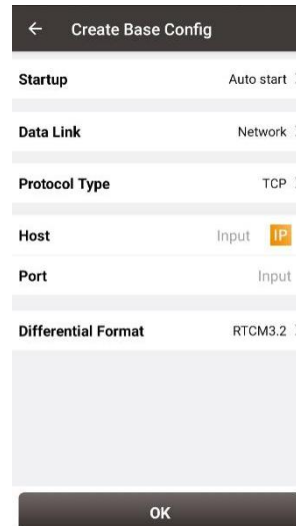 ← Create Base Config
Startup Auto start
Data Link Network
Protocol Type TCP
Host Input IP
Port Input
Differential Format RTCM3.2
OK